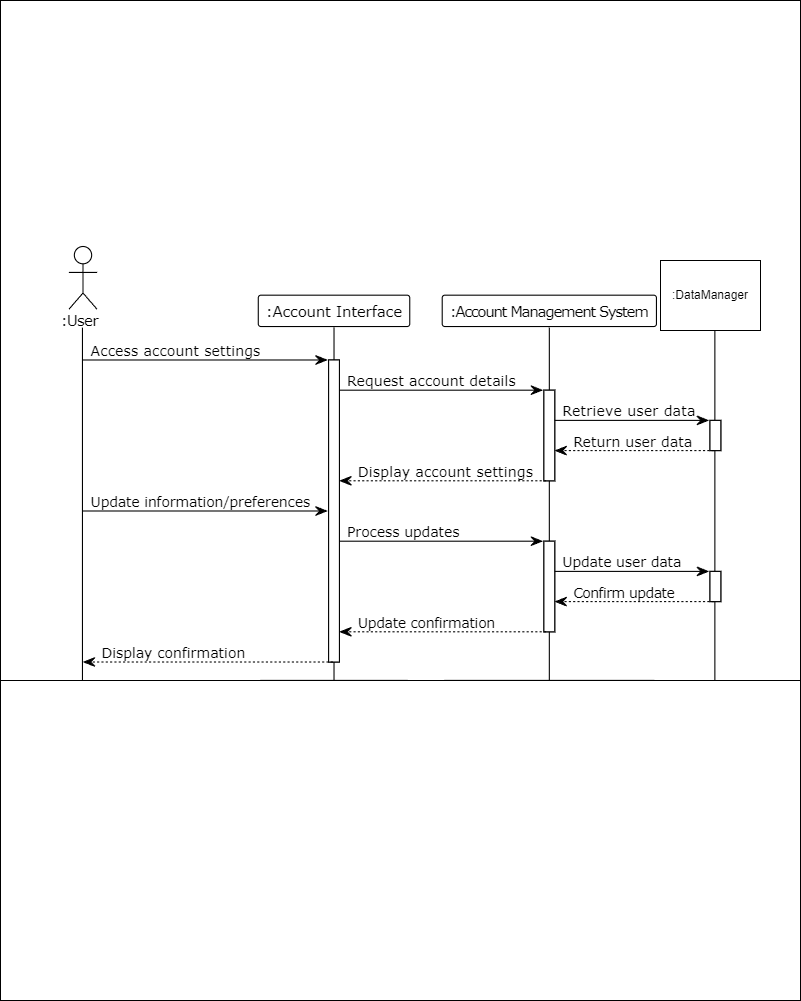 :User
:Account Interface
:Account Management System
:DataManager
Access account settings
Request account details
Retrieve user data
Return user data
Display account settings
Update information/preferences
Process updates
Update user data
Confirm update
Update confirmation
Display confirmation